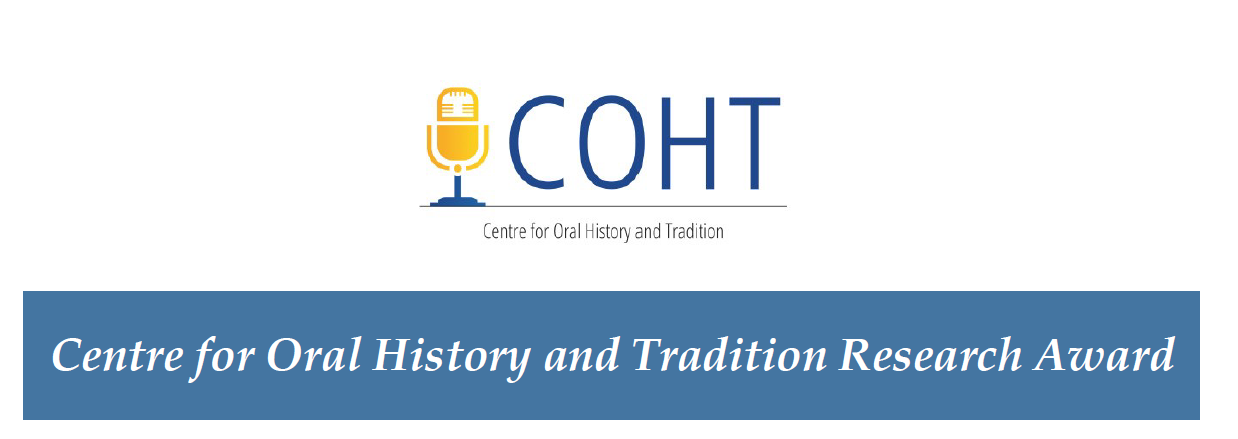 COHT
Centre for Oral History and Tradition
Centre for Oral History and Tradition Research Award